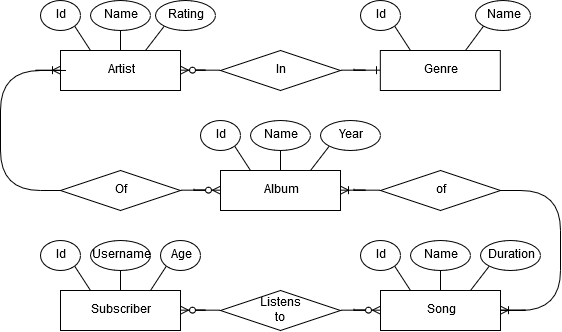 Id
Name
Rating
Id
Name
Artist
In
Genre
Id
Name
Year
Of
Album
of
Id
Username
Age
Id
Name
Duration
Subscriber
Listens
to
Song